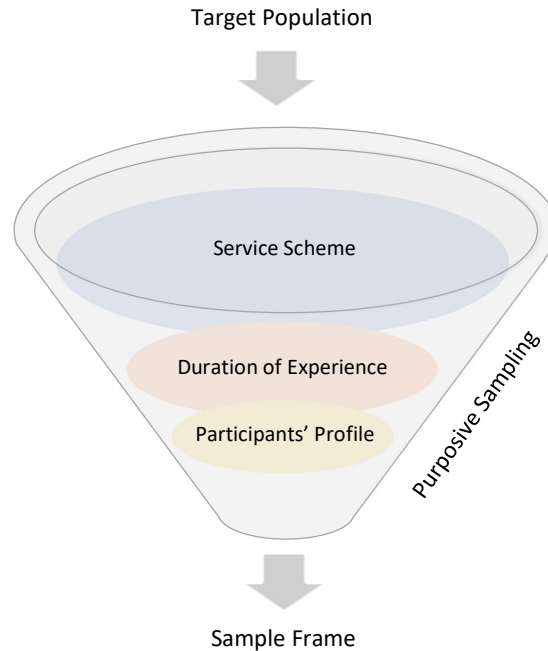 Target Population
Service Scheme
Duration of Experience
Participants’ Profile
Purposive Sampling
Sample Frame